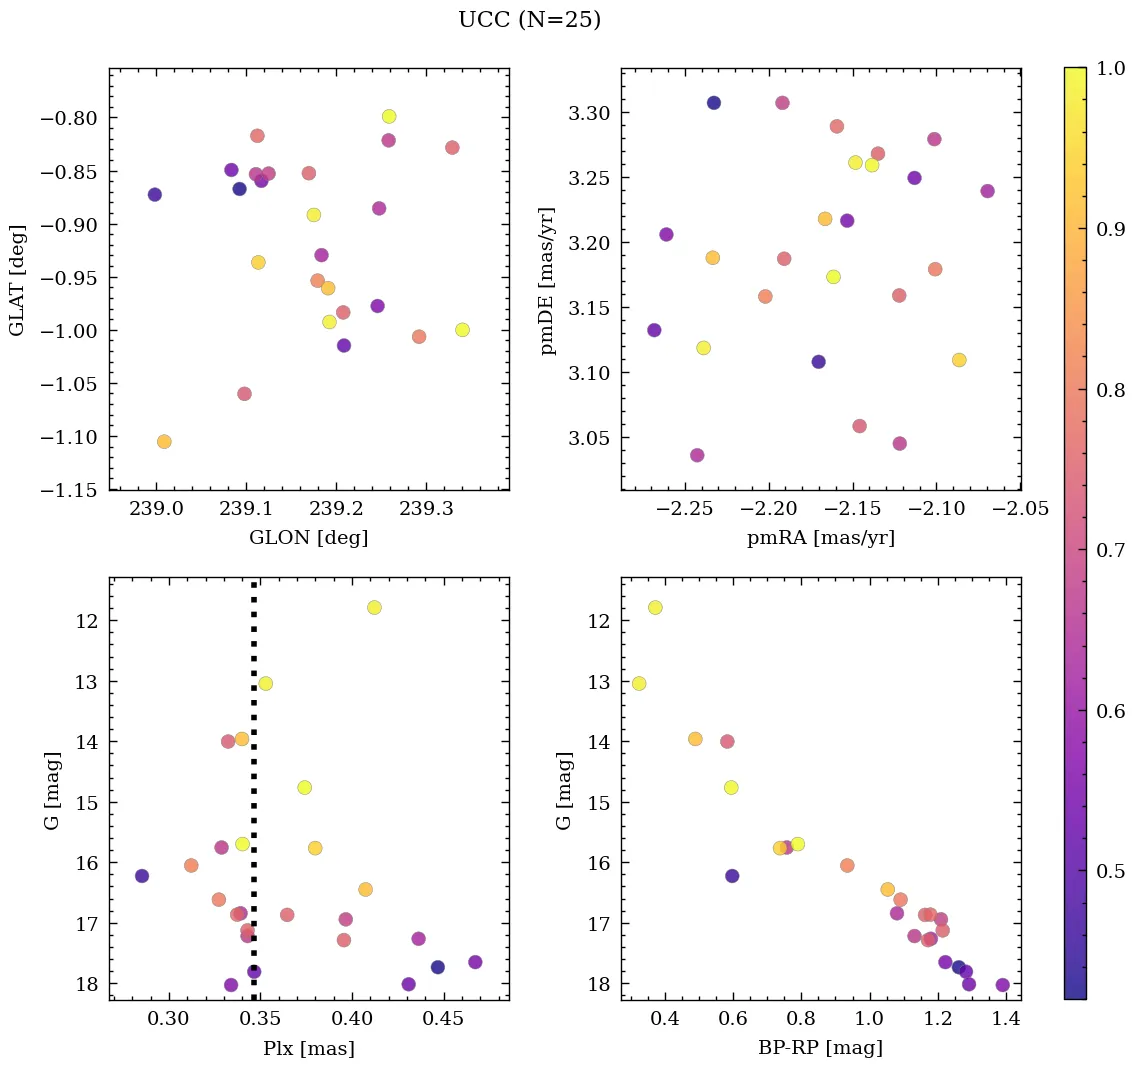 UCC (N=25)
−0.80
−0.85
−0.90
−0.95
−1.00
−1.05
−1.10
−1.15
GLAT [deg]
239.0 239.1 239.2 239.3
GLON [deg]
3.30
3.25
3.20
3.15
3.10
3.05
pmDE [mas/yr]
−2.25 −2.20 −2.15 −2.10 −2.05
pmRA [mas/yr]
12
13
14
15
16
17
18
G [mag]
0.30 0.35 0.40 0.45
Plx [mas]
12
13
14
15
16
17
18
G [mag]
0.4 0.6 0.8 1.0 1.2 1.4
BP-RP [mag]
1.0
0.9
0.8
0.7
0.6
0.5